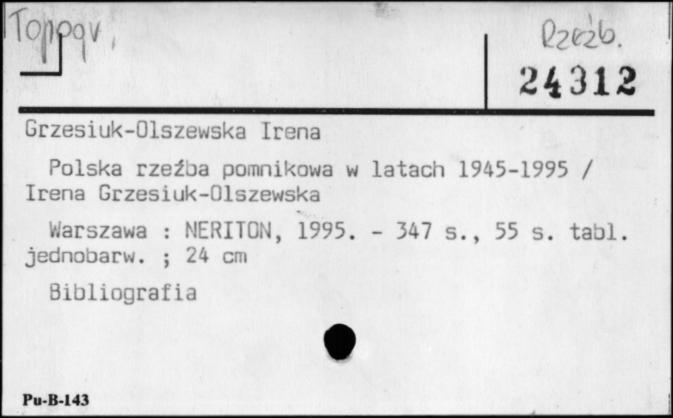 Rzeźb.
24312
Grzesiuk-Olszewska Irena
Polska rzeźba pomnikowa w latach 1945-1995 /
Irena Grzesiuk-Olszewska
Warszawa : NERITON, 1995. - 347 s., 55 s. tabl.
jednobarw. ; 24 cm
Bibliografia
Pu-B-143